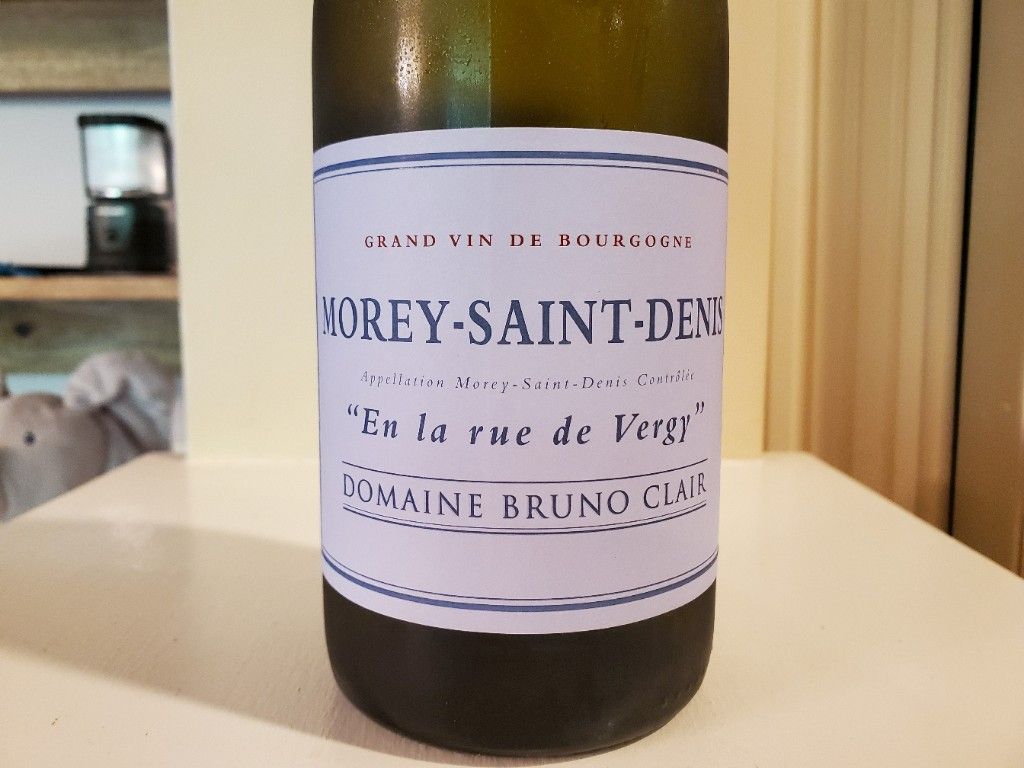 GRAND VIN DE BOURGOGNE
MOREY-SAINT-DENIS
Appellation Morey-Saint-Denis Contrôlée
“En la rue de Vergy”
DOMAINE BRUNO CLAIR